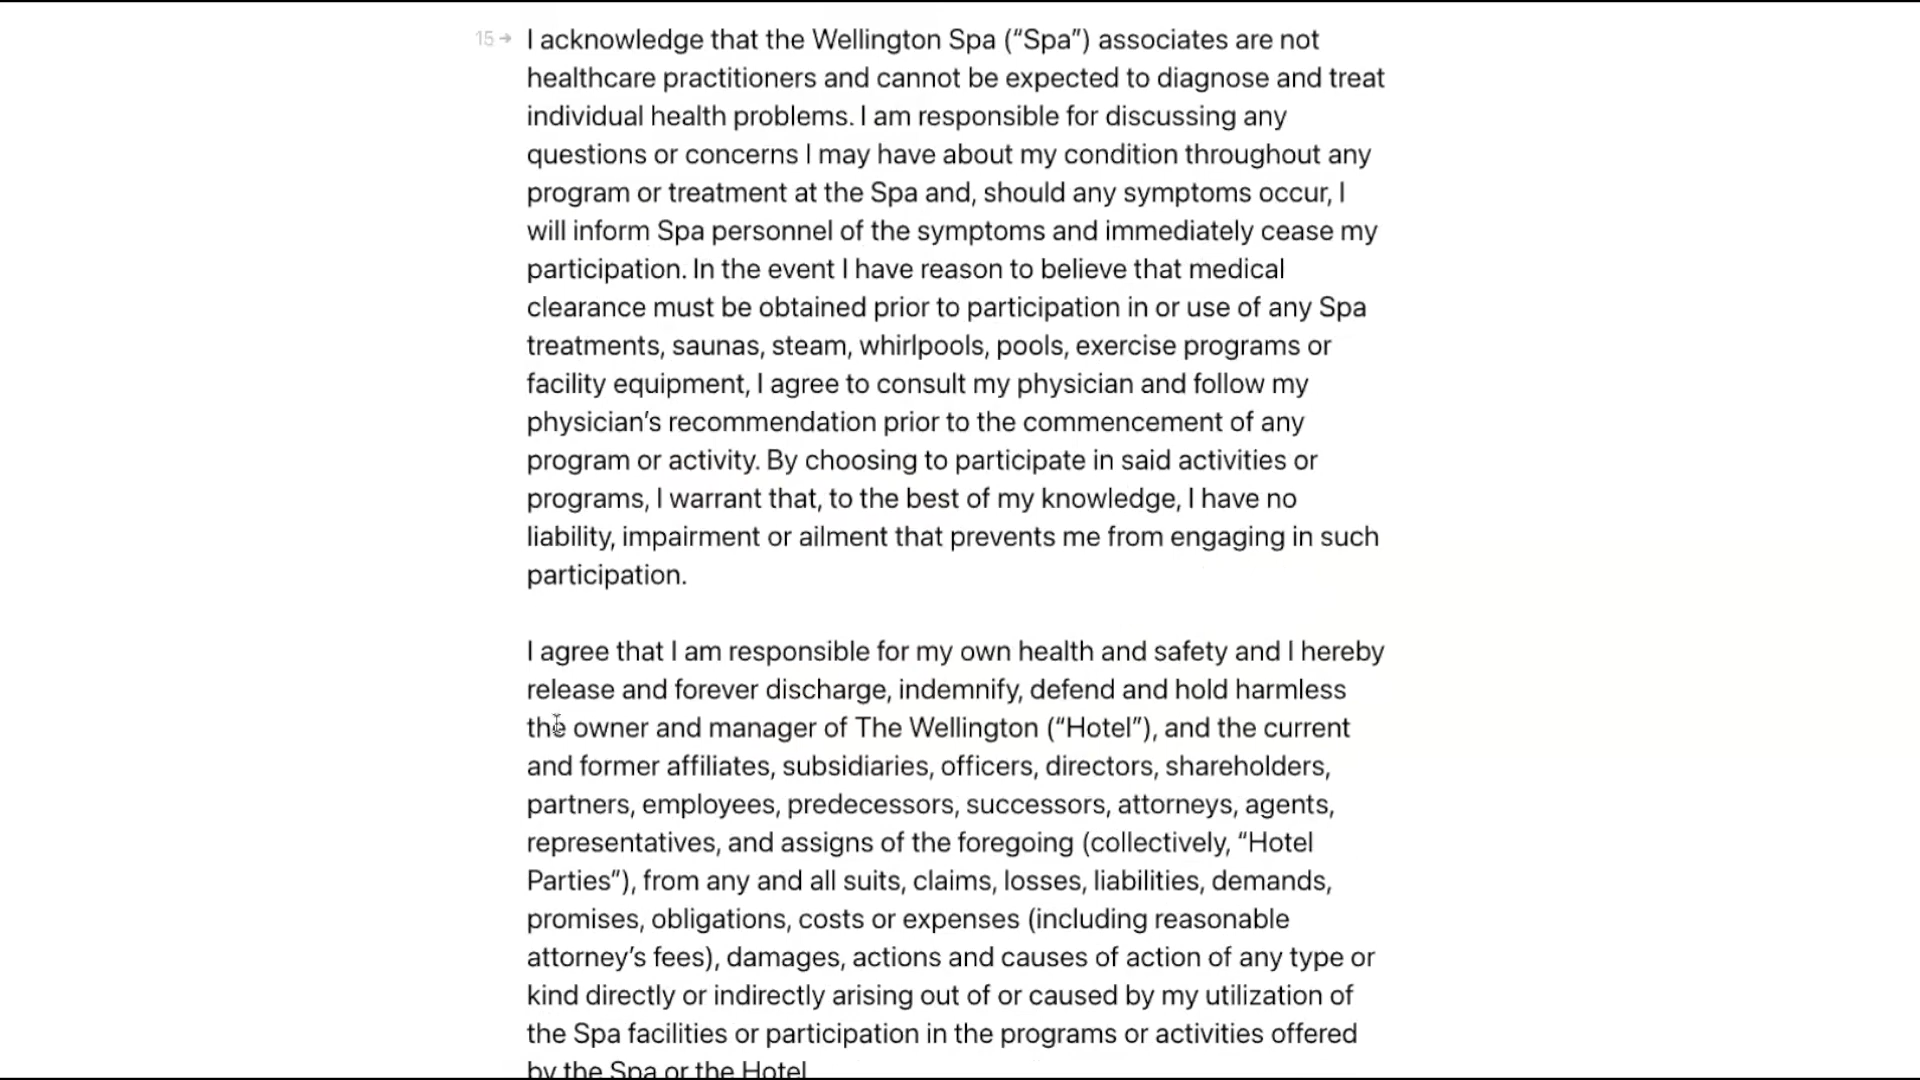 15 → I acknowledge that the Wellington Spa (“Spa”) associates are not
healthcare practitioners and cannot be expected to diagnose and treat
individual health problems. I am responsible for discussing any
questions or concerns I may have about my condition throughout any
program or treatment at the Spa and, should any symptoms occur, I
will inform Spa personnel of the symptoms and immediately cease my
participation. In the event I have reason to believe that medical
clearance must be obtained prior to participation in or use of any Spa
treatments, saunas, steam, whirlpools, pools, exercise programs or
facility equipment, I agree to consult my physician and follow my
physician’s recommendation prior to the commencement of any
program or activity. By choosing to participate in said activities or
programs, I warrant that, to the best of my knowledge, I have no
liability, impairment or ailment that prevents me from engaging in such
participation.
I agree that I am responsible for my own health and safety and I hereby
release and forever discharge, indemnify, defend and hold harmless
the owner and manager of The Wellington (“Hotel”), and the current
and former affiliates, subsidiaries, officers, directors, shareholders,
partners, employees, predecessors, successors, attorneys, agents,
representatives, and assigns of the foregoing (collectively, “Hotel
Parties”), from any and all suits, claims, losses, liabilities, demands,
promises, obligations, costs or expenses (including reasonable
attorney’s fees), damages, actions and causes of action of any type or
kind directly or indirectly arising out of or caused by my utilization of
the Spa facilities or participation in the programs or activities offered
by the Spa or the Hotel